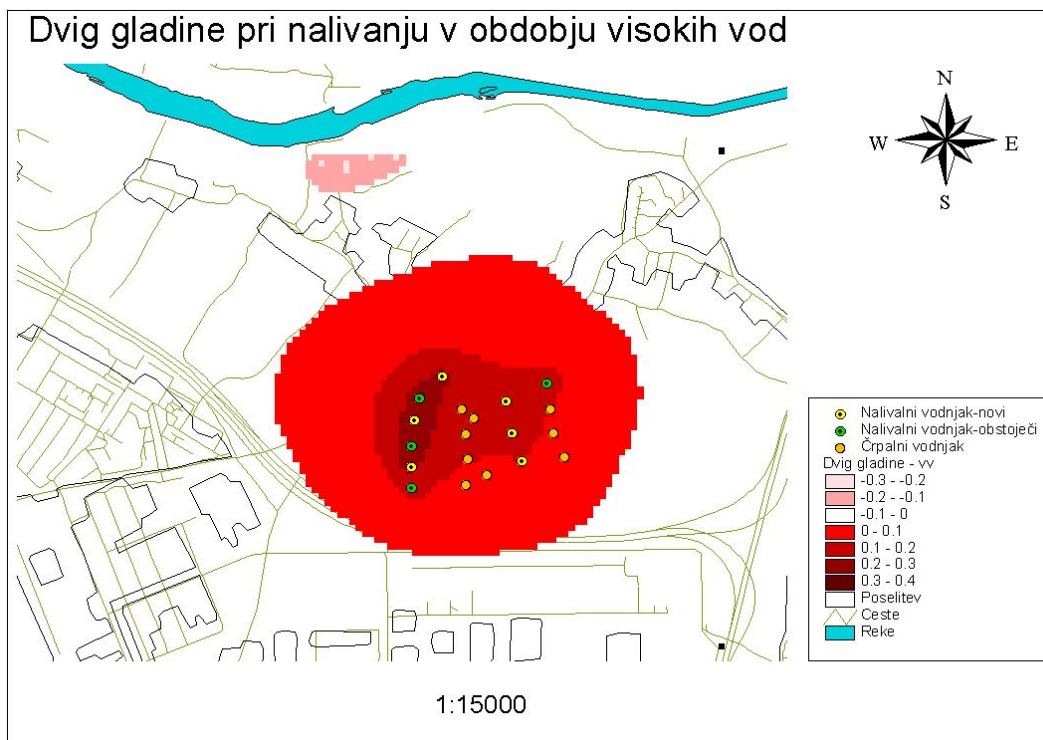 Dvig gladine pri nalivanju v obdobju visokih vod
N
W
E
S
Nalivalni vodnjak-novi
Nalivalni vodnjak-obstoječi
Črpalni vodnjak
Dvig gladine - vv
-0.3 - -0.2
-0.2 - -0.1
-0.1 - 0
0 - 0.1
0.1 - 0.2
0.2 - 0.3
0.3 - 0.4
Poselitev
Ceste
Reke
1:15000